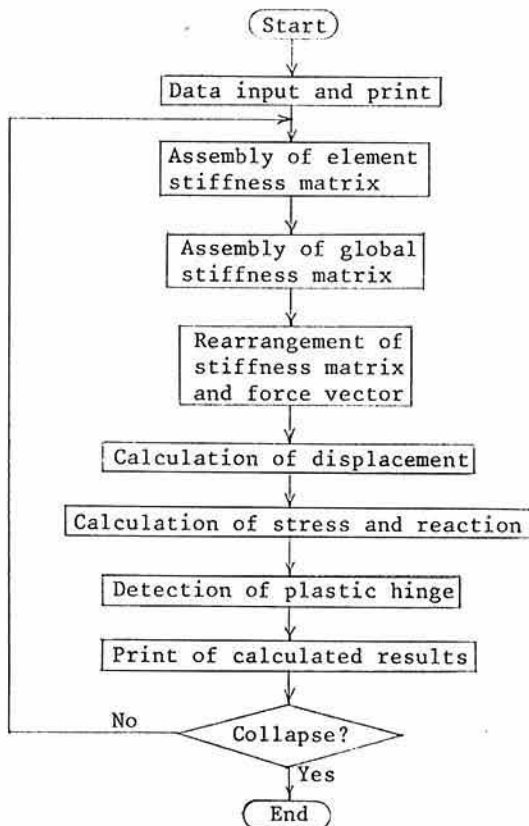 Start
Data input and print
Assembly of element
stiffness matrix
Assembly of global
stiffness matrix
Rearrangement of
stiffness matrix
and force vector
Calculation of displacement
Calculation of stress and reaction
Detection of plastic hinge
Print of calculated results
No
Collapse?
Yes
End